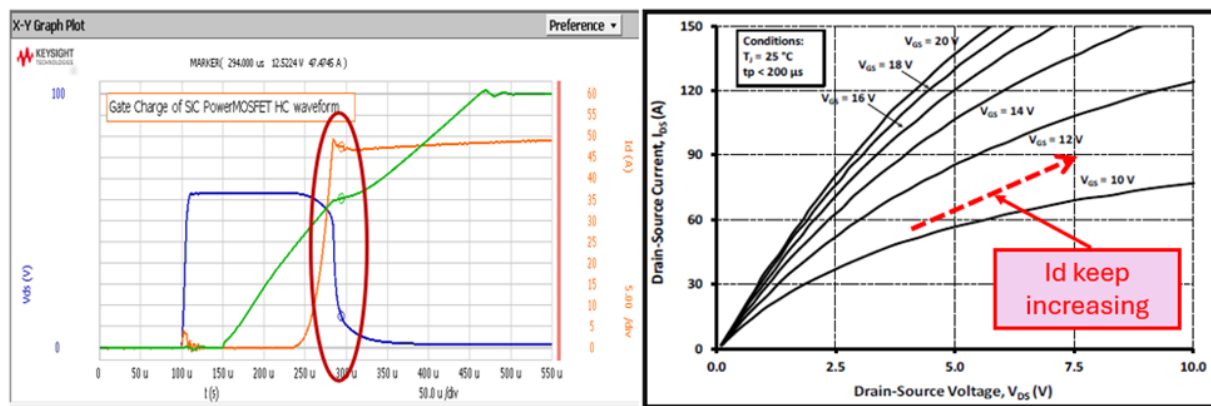 X-Y Graph Plot
Preference
KEYSIGHT
TECHNOLOGIES
MARKER( 294.000 us 12.5224 V 47.4745 A)
Gate Charge of SiC PowerMOSFET HC waveform
100
0
Vds (V)
60
55
50
45
40
35
30
25
20
15
10
5
0
Id (A)
5.00 /div
0 50 u 100 u 150 u 200 u 250 u 300 u 350 u 400 u 450 u 500 u 550 u
t (s)
50.0 u /div
150
120
90
60
30
0
Drain-Source Current, IDS (A)
Conditions:
TJ = 25 °C
tp < 200 µs
VGS = 20 V
VGS = 18 V
VGS = 16 V
VGS = 14 V
VGS = 12 V
VGS = 10 V
Id keep
increasing
0.0 2.5 5.0 7.5 10.0
Drain-Source Voltage, VDS (V)